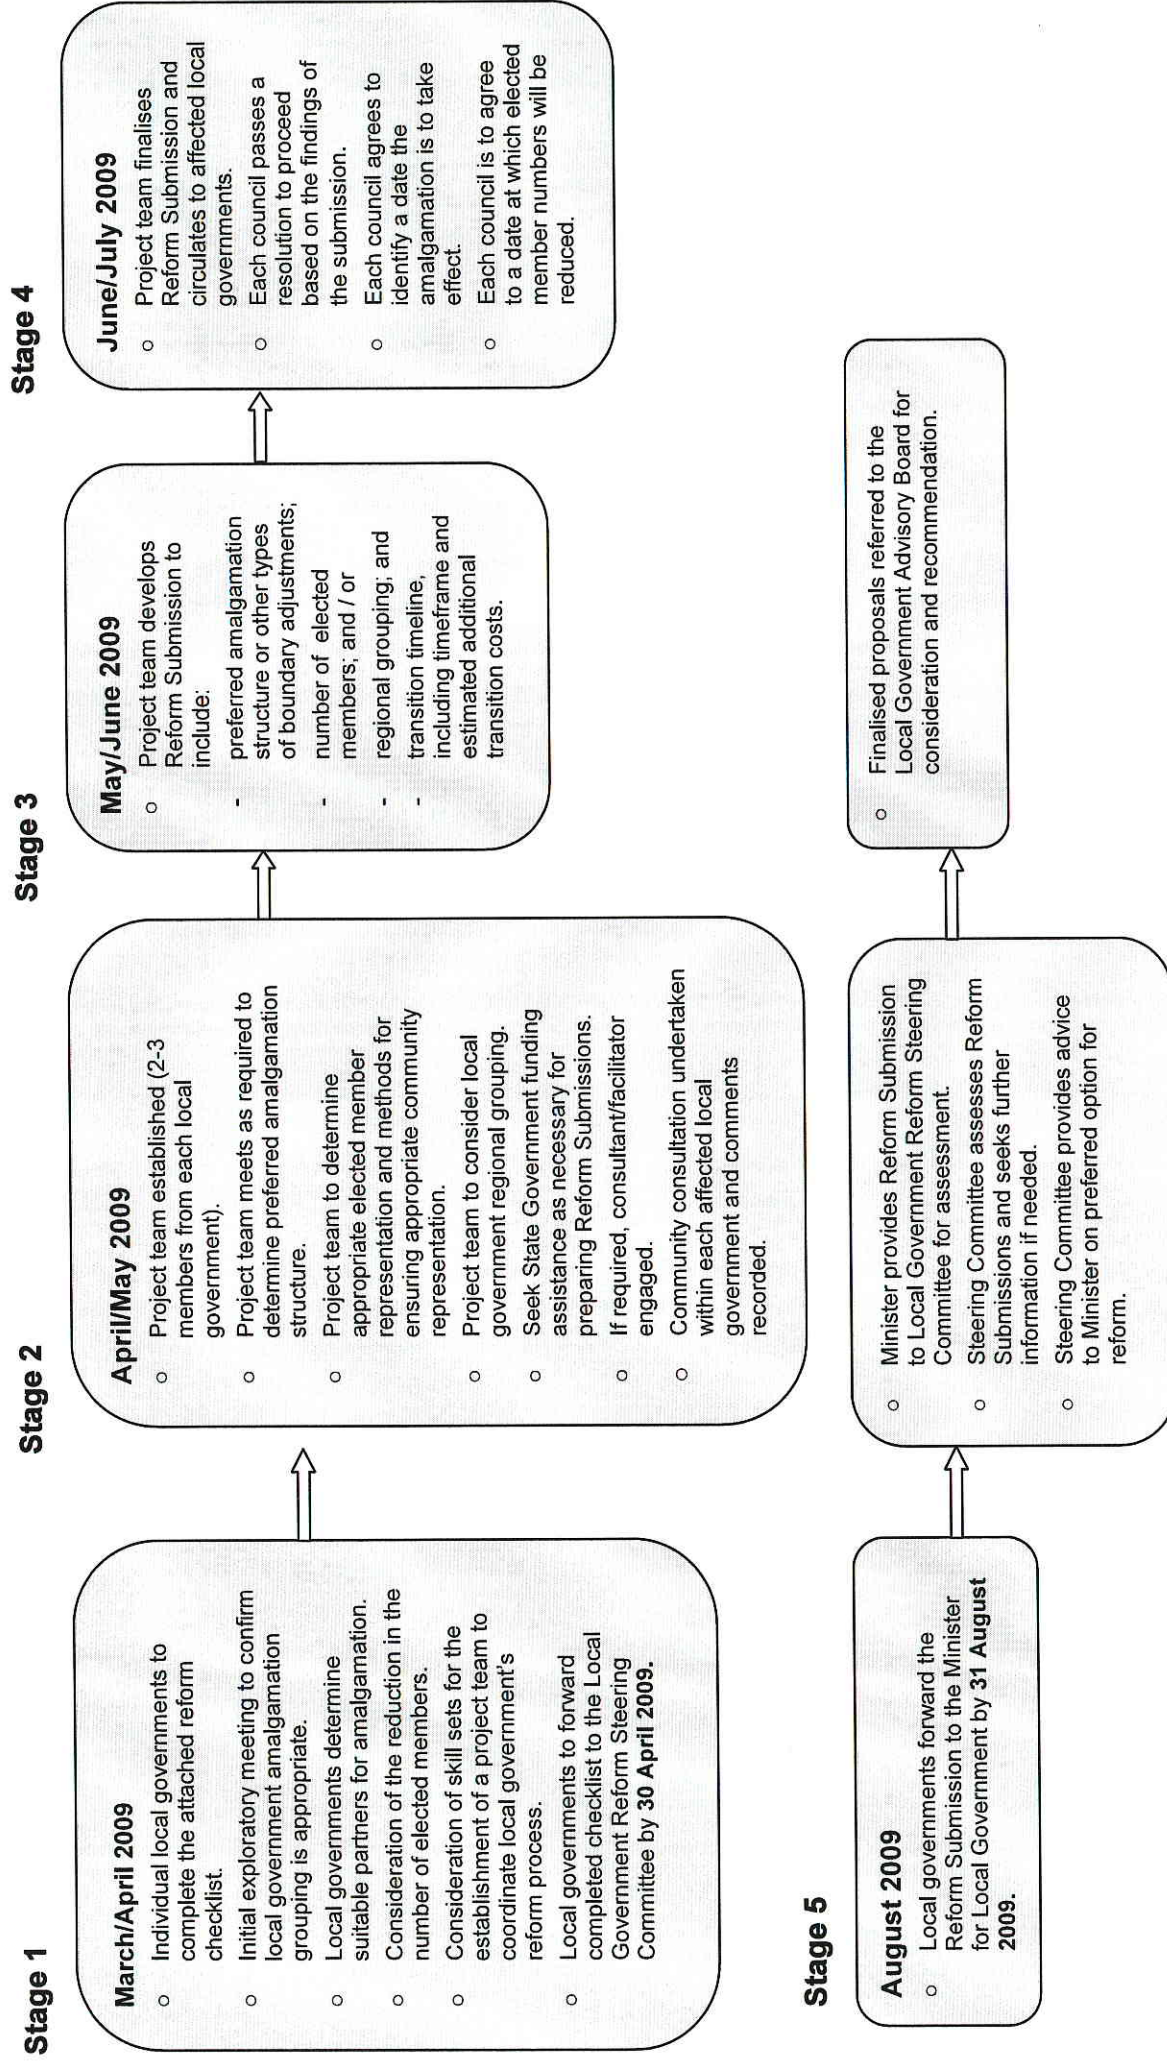 Stage 1
March/April 2009
○ Individual local governments to
complete the attached reform
checklist.
○ Initial exploratory meeting to confirm
local government amalgamation
grouping is appropriate.
○ Local governments determine
suitable partners for amalgamation.
○ Consideration of the reduction in the
number of elected members.
○ Consideration of skill sets for the
establishment of a project team to
coordinate local government's
reform process.
○ Local governments to forward
completed checklist to the Local
Government Reform Steering
Committee by 30 April 2009.
Stage 2
April/May 2009
○ Project team established (2-3
members from each local
government).
○ Project team meets as required to
determine preferred amalgamation
structure.
○ Project team to determine
appropriate elected member
representation and methods for
ensuring appropriate community
representation.
○ Project team to consider local
government regional grouping.
○ Seek State Government funding
assistance as necessary for
preparing Reform Submissions.
○ If required, consultant/facilitator
engaged.
○ Community consultation undertaken
within each affected local
government and comments
recorded.
Stage 3
May/June 2009
○ Project team develops
Reform Submission to
include:
- preferred amalgamation
structure or other types
of boundary adjustments;
- number of elected
members; and / or
- regional grouping; and
- transition timeline,
including timeframe and
estimated additional
transition costs.
Stage 4
June/July 2009
○ Project team finalises
Reform Submission and
circulates to affected local
governments.
○ Each council passes a
resolution to proceed
based on the findings of
the submission.
○ Each council agrees to
identify a date the
amalgamation is to take
effect.
○ Each council is to agree
to a date at which elected
member numbers will be
reduced.
Stage 5
August 2009
○ Local governments forward the
Reform Submission to the Minister
for Local Government by 31 August
2009.
○ Minister provides Reform Submission
to Local Government Reform Steering
Committee for assessment.
○ Steering Committee assesses Reform
Submissions and seeks further
information if needed.
○ Steering Committee provides advice
to Minister on preferred option for
reform.
○ Finalised proposals referred to the
Local Government Advisory Board for
consideration and recommendation.